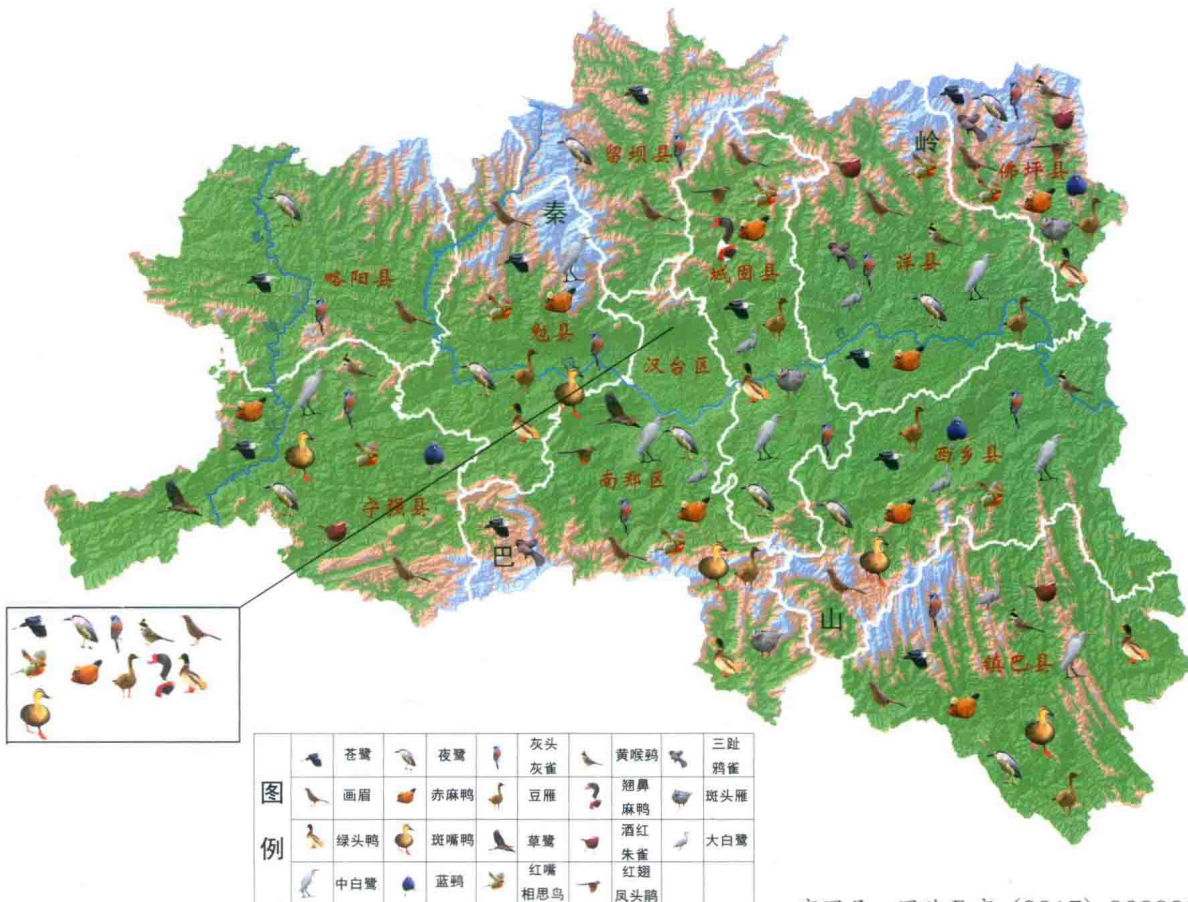 岭
佛坪县
留坝县
秦
城固县
洋县
略阳县
勉县
汉台区
西乡县
南郑区
宁强县
巴
山
镇巴县
图例
苍鹭 夜鹭 灰头灰雀 黄喉鹀 三趾鸦雀
画眉 赤麻鸭 豆雁 翘鼻麻鸭 斑头雁
绿头鸭 斑嘴鸭 草鹭 酒红朱雀 大白鹭
中白鹭 蓝鹀 红嘴相思鸟 红翅凤头鹃